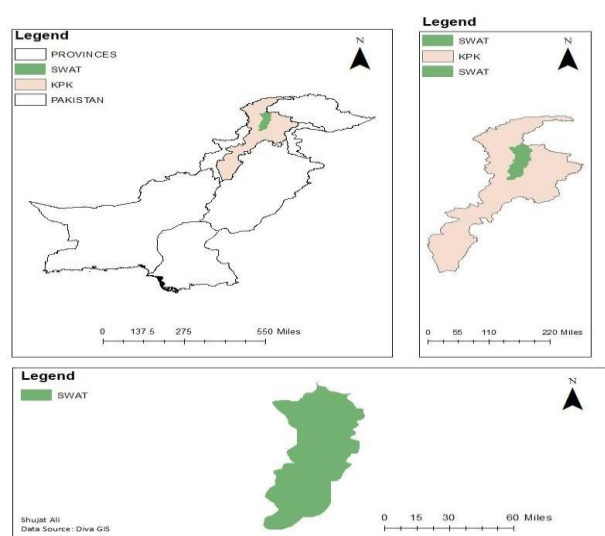 Legend
PROVINCES
SWAT
KPK
PAKISTAN
N
0 137.5 275 550 Miles
Legend
SWAT
KPK
SWAT
N
0 55 110 220 Miles
Legend
SWAT
N
Shujat Ali
Data Source: Diva GIS
0 15 30 60 Miles